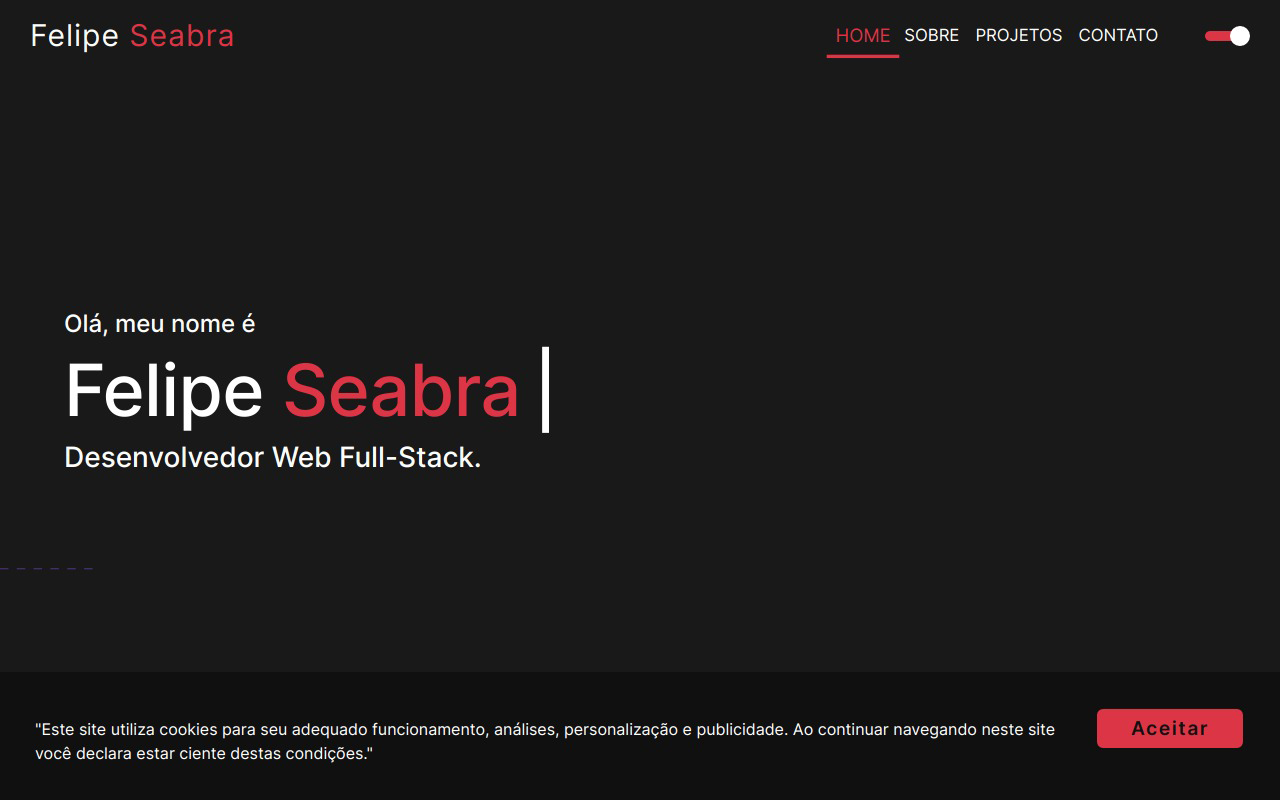 Felipe Seabra
HOME SOBRE PROJETOS CONTATO
Olá, meu nome é
Felipe Seabra
Desenvolvedor Web Full-Stack.
"Este site utiliza cookies para seu adequado funcionamento, análises, personalização e publicidade. Ao continuar navegando neste site
você declara estar ciente destas condições."
Aceitar